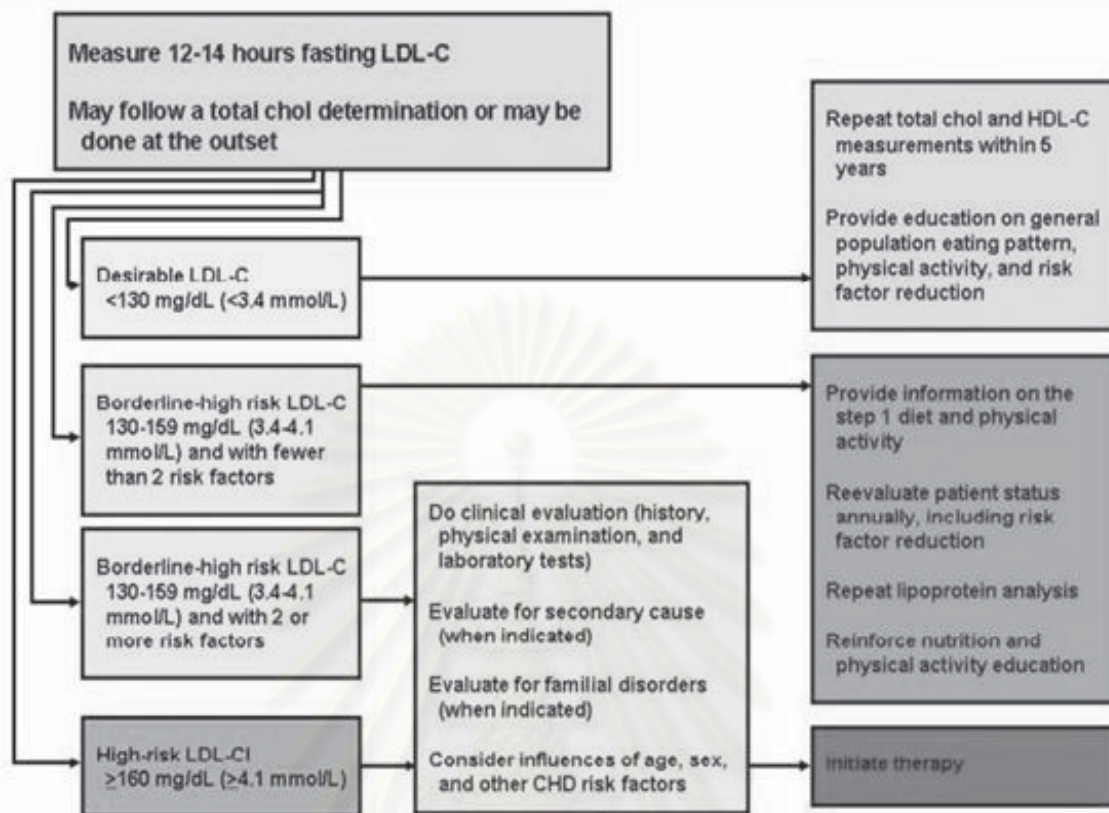 Measure 12-14 hours fasting LDL-C
May follow a total chol determination or may be
done at the outset
Desirable LDL-C
<130 mg/dL (<3.4 mmol/L)
Borderline-high risk LDL-C
130-159 mg/dL (3.4-4.1
mmol/L) and with fewer
than 2 risk factors
Borderline-high risk LDL-C
130-159 mg/dL (3.4-4.1
mmol/L) and with 2 or
more risk factors
High-risk LDL-Cl
≥160 mg/dL (≥4.1 mmol/L)
Do clinical evaluation (history,
physical examination, and
laboratory tests)
Evaluate for secondary cause
(when indicated)
Evaluate for familial disorders
(when indicated)
Consider influences of age, sex,
and other CHD risk factors
Repeat total chol and HDL-C
measurements within 5
years
Provide education on general
population eating pattern,
physical activity, and risk
factor reduction
Provide information on the
step 1 diet and physical
activity
Reevaluate patient status
annually, including risk
factor reduction
Repeat lipoprotein analysis
Reinforce nutrition and
physical activity education
Initiate therapy